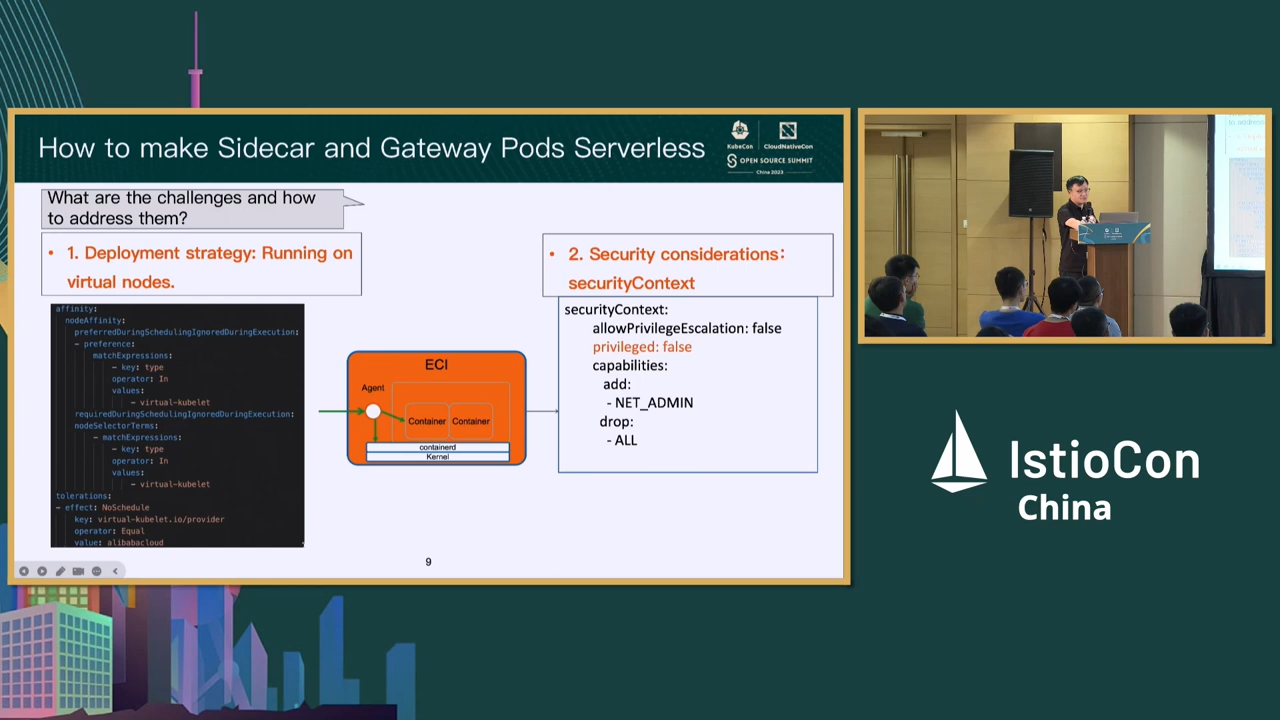 How to make Sidecar and Gateway Pods Serverless
KubeCon
CloudNativeCon
OPEN SOURCE SUMMIT
China 2023
What are the challenges and how
to address them?
• 1. Deployment strategy: Running on
virtual nodes.
affinity:
nodeAffinity:
preferredDuringSchedulingIgnoredDuringExecution:
- preference:
matchExpressions:
- key: type
operator: In
values:
- virtual-kubelet
requiredDuringSchedulingIgnoredDuringExecution:
nodeSelectorTerms:
- matchExpressions:
- key: type
operator: In
values:
- virtual-kubelet
tolerations:
- effect: NoSchedule
key: virtual-kubelet.io/provider
operator: Equal
value: alibabacloud
ECI
Agent
Container
Container
containerd
Kernel
• 2. Security considerations:
securityContext
securityContext:
allowPrivilegeEscalation: false
privileged: false
capabilities:
add:
- NET_ADMIN
drop:
- ALL
9
IstioCon
China